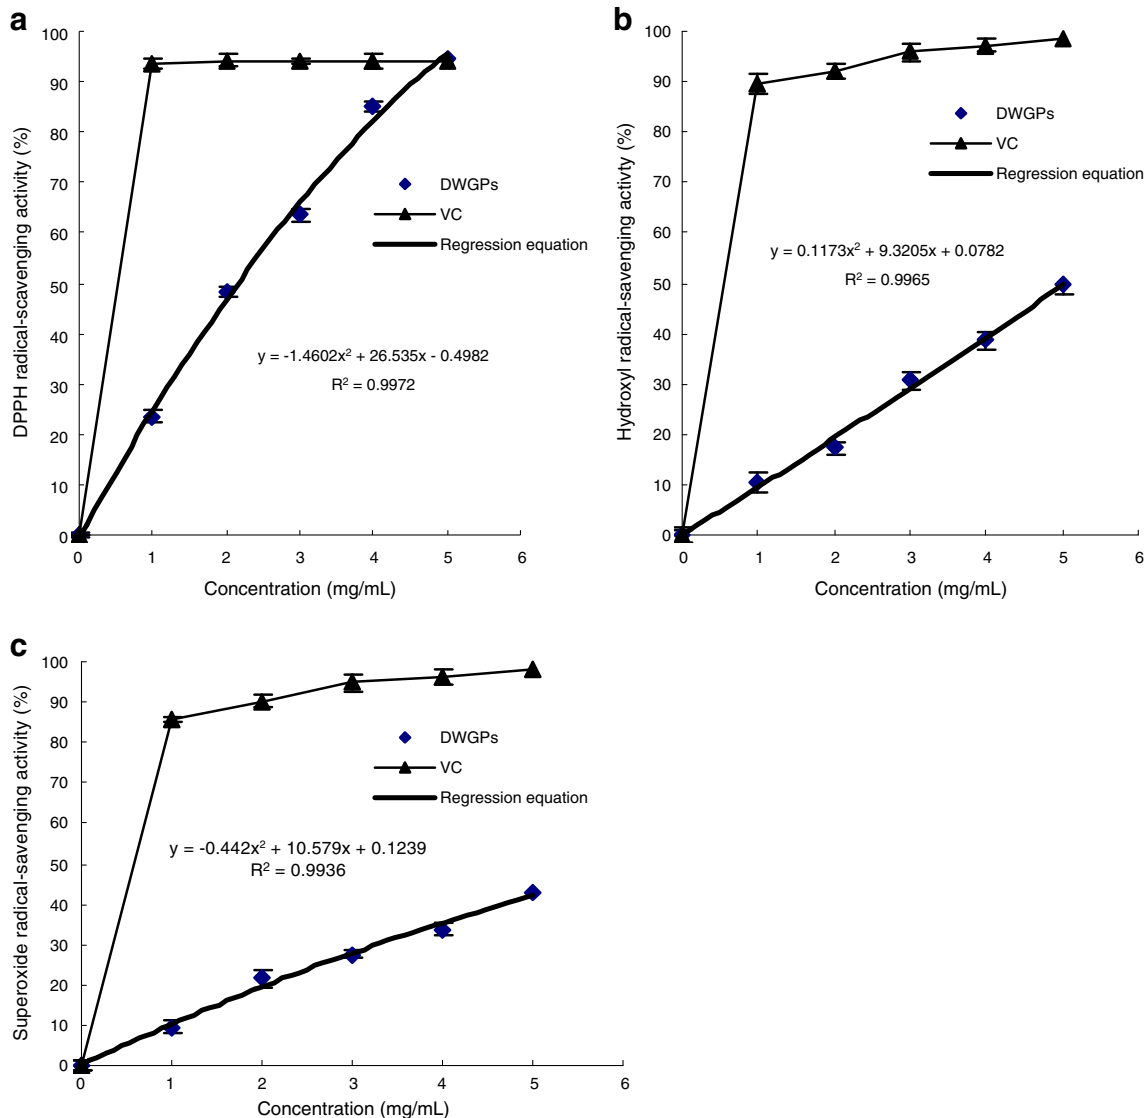 a
DPPH radical-scavenging activity (%)
100
90
80
70
60
50
40
30
20
10
0
DWGPs
VC
Regression equation
y = -1.4602x² + 26.535x - 0.4982
R² = 0.9972
0 1 2 3 4 5 6
Concentration (mg/mL)
b
Hydroxyl radical-savenging activty (%)
100
90
80
70
60
50
40
30
20
10
0
DWGPs
VC
Regression equation
y = 0.1173x² + 9.3205x + 0.0782
R² = 0.9965
0 1 2 3 4 5 6
Concentration (mg/mL)
c
Superoxide radical-savenging activity (%)
100
90
80
70
60
50
40
30
20
10
0
DWGPs
VC
Regression equation
y = -0.442x² + 10.579x + 0.1239
R² = 0.9936
0 1 2 3 4 5 6
Concentration (mg/mL)